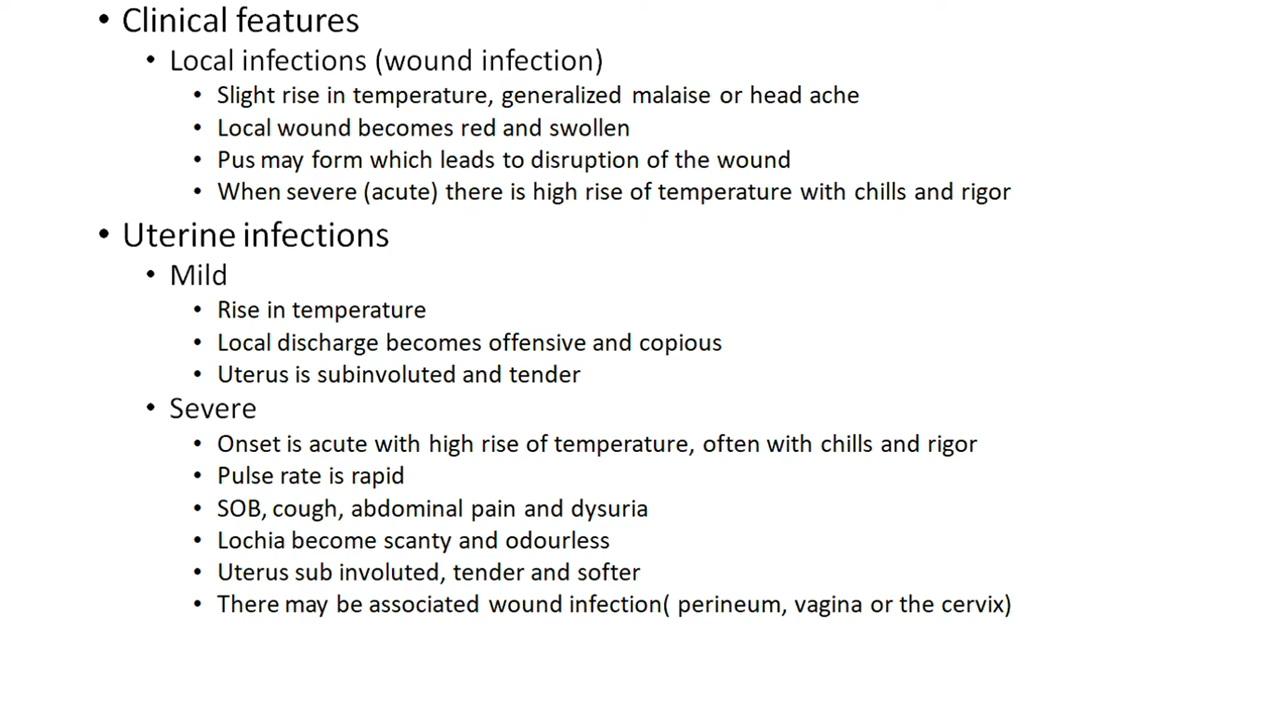 • Clinical features
• Local infections (wound infection)
• Slight rise in temperature, generalized malaise or head ache
• Local wound becomes red and swollen
• Pus may form which leads to disruption of the wound
• When severe (acute) there is high rise of temperature with chills and rigor
• Uterine infections
• Mild
• Rise in temperature
• Local discharge becomes offensive and copious
• Uterus is subinvoluted and tender
• Severe
• Onset is acute with high rise of temperature, often with chills and rigor
• Pulse rate is rapid
• SOB, cough, abdominal pain and dysuria
• Lochia become scanty and odourless
• Uterus sub involuted, tender and softer
• There may be associated wound infection( perineum, vagina or the cervix)